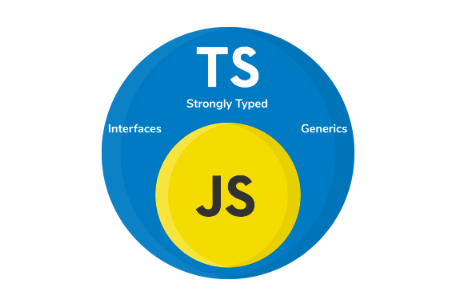 TS
Strongly Typed
Interfaces
Generics
JS